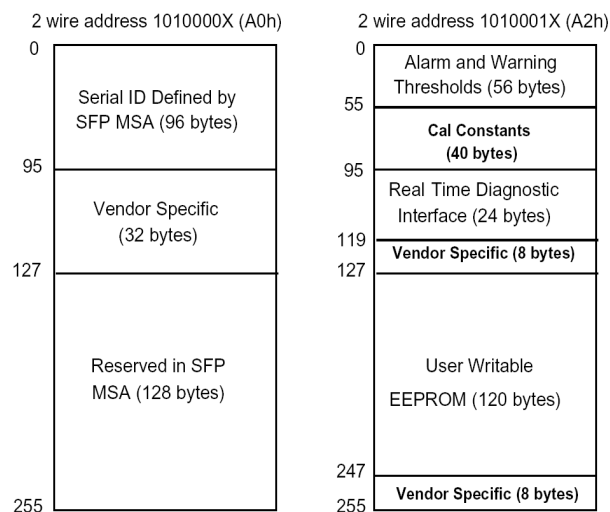 2 wire address 1010000X (A0h)
0
Serial ID Defined by
SFP MSA (96 bytes)
95
Vendor Specific
(32 bytes)
127
Reserved in SFP
MSA (128 bytes)
255
2 wire address 1010001X (A2h)
0
Alarm and Warning
Thresholds (56 bytes)
55
Cal Constants
(40 bytes)
95
Real Time Diagnostic
Interface (24 bytes)
119
Vendor Specific (8 bytes)
127
User Writable
EEPROM (120 bytes)
247
Vendor Specific (8 bytes)
255